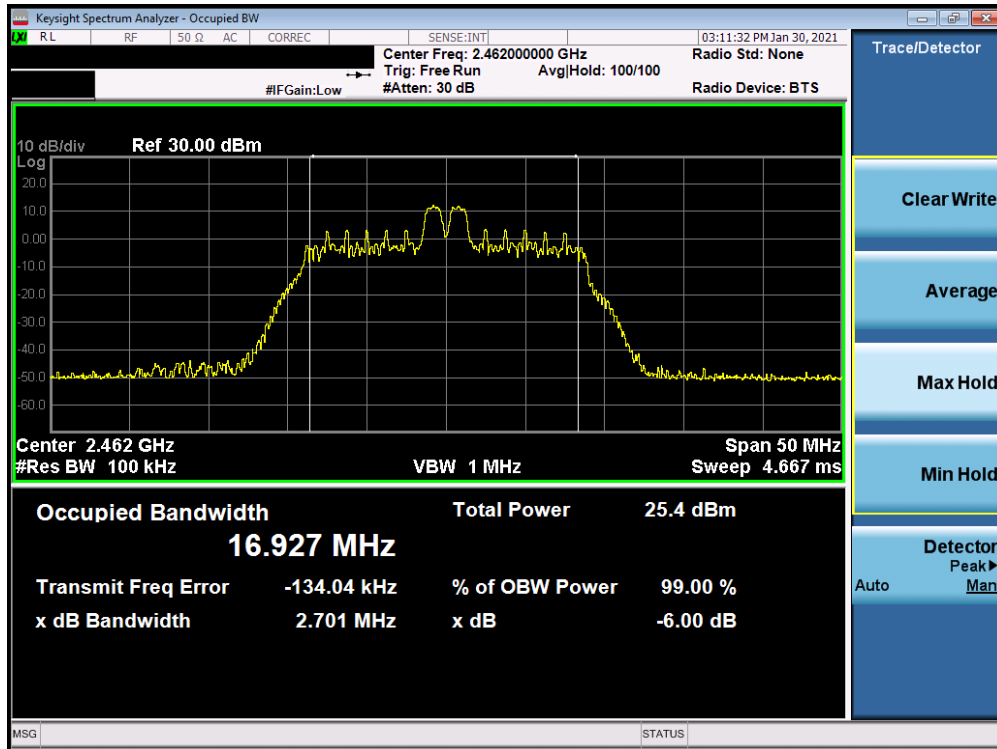 Keysight Spectrum Analyzer - Occupied BW
LXI RL RF 50 Ω AC CORREC SENSE:INT 03:11:32 PM Jan 30, 2021
Center Freq: 2.462000000 GHz Radio Std: None
Trig: Free Run Avg|Hold: 100/100
#IFGain:Low #Atten: 30 dB Radio Device: BTS
Trace/Detector
10 dB/div Ref 30.00 dBm
Log
20.0
10.0
0.00
-10.0
-20.0
-30.0
-40.0
-50.0
-60.0
Center 2.462 GHz Span 50 MHz
#Res BW 100 kHz VBW 1 MHz Sweep 4.667 ms
Occupied Bandwidth Total Power 25.4 dBm
16.927 MHz
Transmit Freq Error -134.04 kHz % of OBW Power 99.00 %
x dB Bandwidth 2.701 MHz x dB -6.00 dB
Clear Write
Average
Max Hold
Min Hold
Detector
Peak▶
Auto Man
MSG STATUS